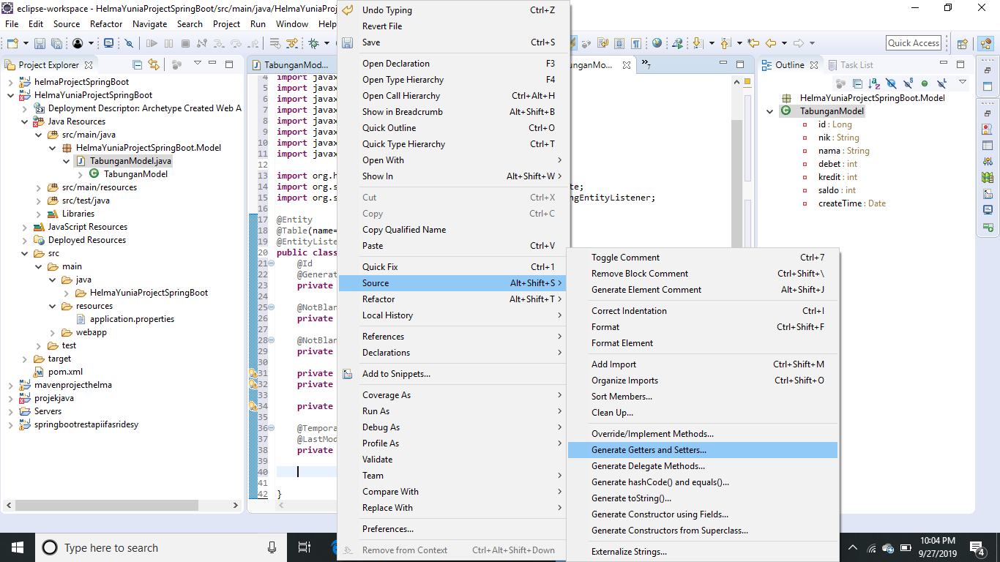 eclipse-workspace - HelmaYuniaProjectSpringBoot/src/main/java/HelmaYuniaProj
File Edit Source Refactor Navigate Search Project Run Window Help
Quick Access
Project Explorer
helmaProjectSpringBoot
HelmaYuniaProjectSpringBoot
Deployment Descriptor: Archetype Created Web A
Java Resources
src/main/java
HelmaYuniaProjectSpringBoot.Model
TabunganModel.java
TabunganModel
src/main/resources
src/test/java
Libraries
JavaScript Resources
Deployed Resources
src
main
java
HelmaYuniaProjectSpringBoot
resources
application.properties
webapp
test
target
pom.xml
mavenprojecthelma
projekjava
Servers
springbootrestapiifasridesy
TabunganMod...
unganMo...
7
4 import javax
5 import javax
6 import javax
7 import javax
8 import javax
9 import javax
10 import javax
11 import javax
12
13 import org.h
14 import org.s te;
15 import org.s ngEntityListener;
16
17 @Entity
18 @Table(name=
19 @EntityListe
20 public class
21 @Id
22 @Generat
23 private
24
25 @NotBlan
26 private
27
28 @NotBlan
29 private
30
31 private
32 private
33
34 private
35
36 @Tempora
37 @LastMod
38 private
39
40
41
42 }
Undo Typing Ctrl+Z
Revert File
Save Ctrl+S
Open Declaration F3
Open Type Hierarchy F4
Open Call Hierarchy Ctrl+Alt+H
Show in Breadcrumb Alt+Shift+B
Quick Outline Ctrl+O
Quick Type Hierarchy Ctrl+T
Open With
Show In Alt+Shift+W
Cut Ctrl+X
Copy Ctrl+C
Copy Qualified Name
Paste Ctrl+V
Quick Fix Ctrl+1
Source Alt+Shift+S
Refactor Alt+Shift+T
Local History
References
Declarations
Add to Snippets...
Coverage As
Run As
Debug As
Profile As
Validate
Team
Compare With
Replace With
Preferences...
Remove from Context Ctrl+Alt+Shift+Down
Toggle Comment Ctrl+7
Remove Block Comment Ctrl+Shift+\
Generate Element Comment Alt+Shift+J
Correct Indentation Ctrl+I
Format Ctrl+Shift+F
Format Element
Add Import Ctrl+Shift+M
Organize Imports Ctrl+Shift+O
Sort Members...
Clean Up...
Override/Implement Methods...
Generate Getters and Setters...
Generate Delegate Methods...
Generate hashCode() and equals()...
Generate toString()...
Generate Constructor using Fields...
Generate Constructors from Superclass...
Externalize Strings...
Outline
Task List
HelmaYuniaProjectSpringBoot.Model
TabunganModel
id : Long
nik : String
nama : String
debet : int
kredit : int
saldo : int
createTime : Date
Type here to search
10:04 PM
9/27/2019
4